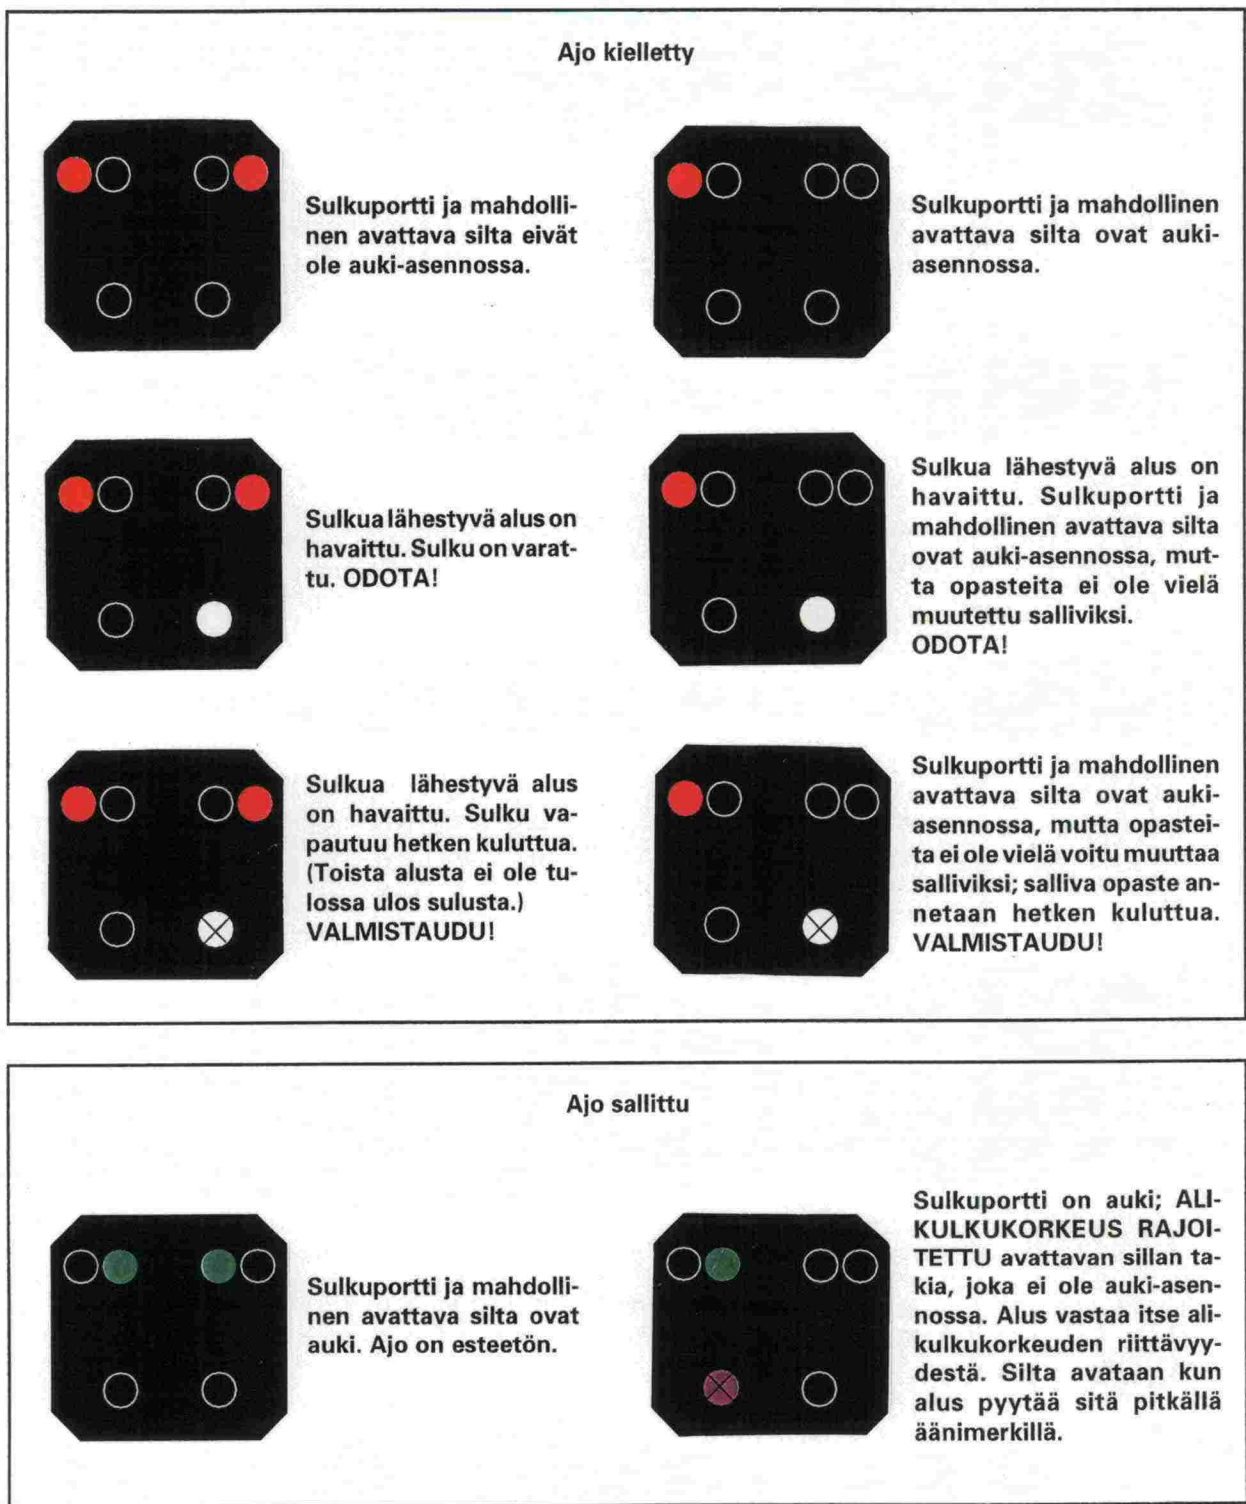 Ajo kielletty
Sulkuportti ja mahdolli-
nen avattava silta eivät
ole auki-asennossa.
Sulkuportti ja mahdollinen
avattava silta ovat auki-
asennossa.
Sulkua lähestyvä alus on
havaittu. Sulku on varat-
tu. ODOTA!
Sulkua lähestyvä alus on
havaittu. Sulkuportti ja
mahdollinen avattava silta
ovat auki-asennossa, mut-
ta opasteita ei ole vielä
muutettu salliviksi.
ODOTA!
Sulkua lähestyvä alus
on havaittu. Sulku va-
pautuu hetken kuluttua.
(Toista alusta ei ole tu-
lossa ulos sulusta.)
VALMISTAUDU!
Sulkuportti ja mahdollinen
avattava silta ovat auki-
asennossa, mutta opastei-
ta ei ole vielä voitu muuttaa
salliviksi; salliva opaste an-
netaan hetken kuluttua.
VALMISTAUDU!
Ajo sallittu
Sulkuportti ja mahdolli-
nen avattava silta ovat
auki. Ajo on esteetön.
Sulkuportti on auki; ALI-
KULKUKORKEUS RAJOI-
TETTU avattavan sillan ta-
kia, joka ei ole auki-asen-
nossa. Alus vastaa itse ali-
kulkukorkeuden riittävyy-
destä. Silta avataan kun
alus pyytää sitä pitkällä
äänimerkillä.